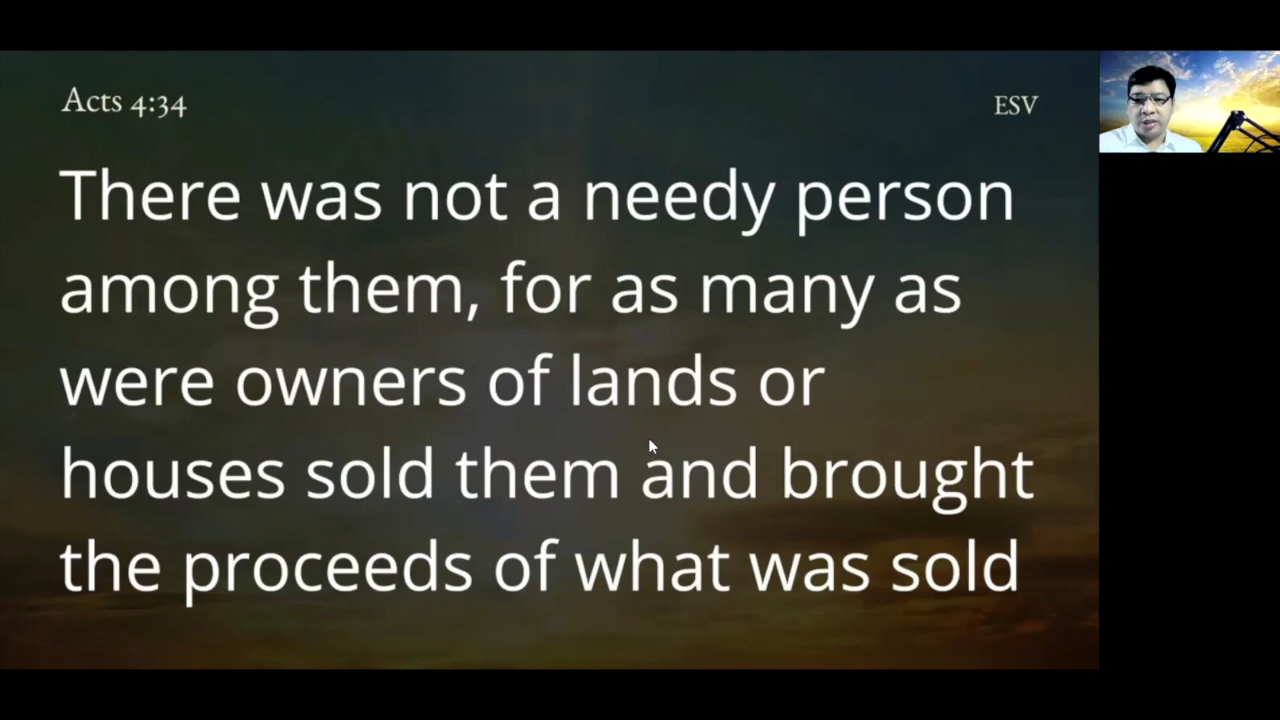 Acts 4:34
ESV
There was not a needy person
among them, for as many as
were owners of lands or
houses sold them and brought
the proceeds of what was sold